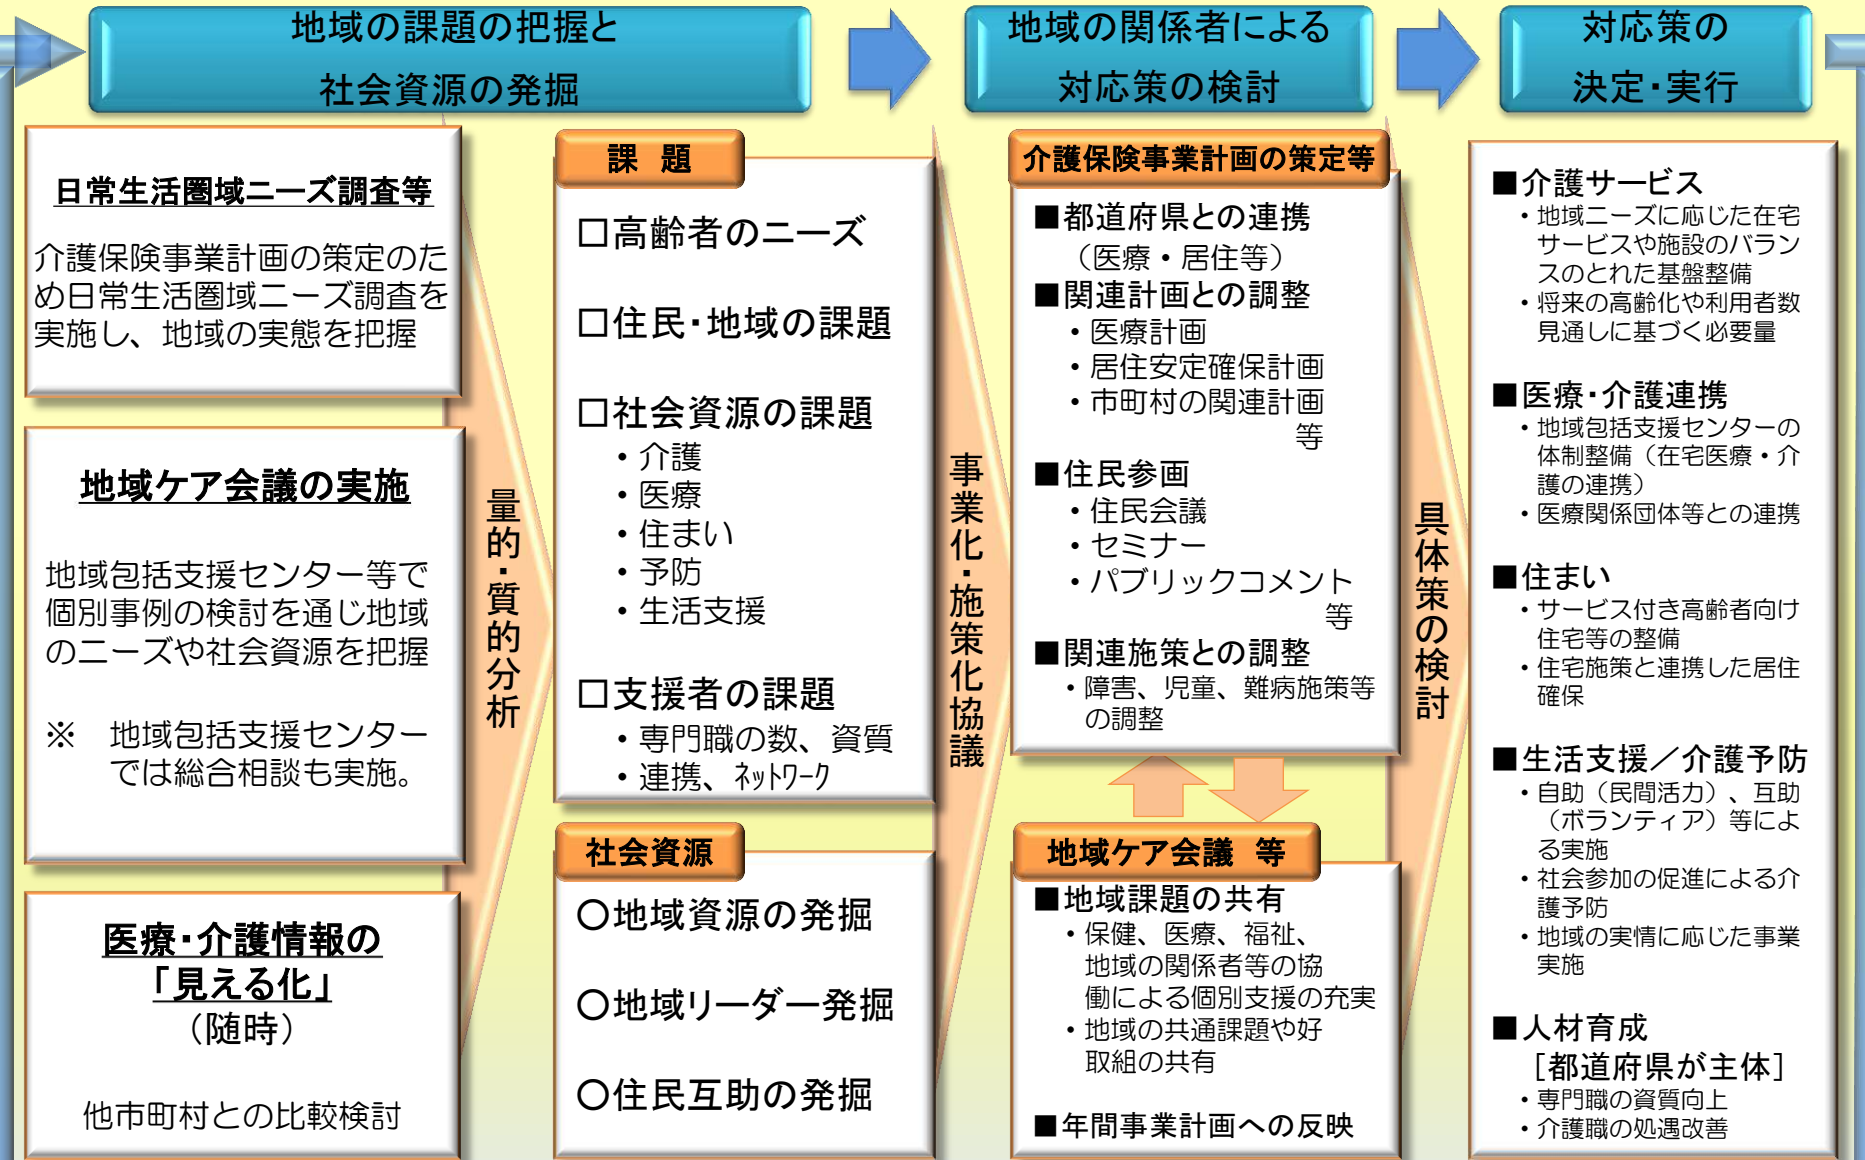 地域の課題の把握と
社会資源の発掘
地域の関係者による
対応策の検討
対応策の
決定・実行
日常生活圏域ニーズ調査等
介護保険事業計画の策定のた
め日常生活圏域ニーズ調査を
実施し、地域の実態を把握
地域ケア会議の実施
地域包括支援センター等で
個別事例の検討を通じ地域
のニーズや社会資源を把握
※ 地域包括支援センター
では総合相談も実施。
医療・介護情報の
「見える化」
（随時）
他市町村との比較検討
量的・質的分析
課 題
□高齢者のニーズ
□住民・地域の課題
□社会資源の課題
・介護
・医療
・住まい
・予防
・生活支援
□支援者の課題
・専門職の数、資質
・連携、ﾈｯﾄﾜｰｸ
社会資源
○地域資源の発掘
○地域リーダー発掘
○住民互助の発掘
事業化・施策化協議
介護保険事業計画の策定等
■都道府県との連携
（医療・居住等）
■関連計画との調整
・医療計画
・居住安定確保計画
・市町村の関連計画
等
■住民参画
・住民会議
・セミナー
・パブリックコメント
等
■関連施策との調整
・障害、児童、難病施策等
の調整
地域ケア会議 等
■地域課題の共有
・保健、医療、福祉、
地域の関係者等の協
働による個別支援の充実
・地域の共通課題や好
取組の共有
■年間事業計画への反映
具体策の検討
■介護サービス
・地域ニーズに応じた在宅
サービスや施設のバラン
スのとれた基盤整備
・将来の高齢化や利用者数
見通しに基づく必要量
■医療・介護連携
・地域包括支援センターの
体制整備（在宅医療・介
護の連携）
・医療関係団体等との連携
■住まい
・サービス付き高齢者向け
住宅等の整備
・住宅施策と連携した居住
確保
■生活支援／介護予防
・自助（民間活力）、互助
（ボランティア）等によ
る実施
・社会参加の促進による介
護予防
・地域の実情に応じた事業
実施
■人材育成
［都道府県が主体］
・専門職の資質向上
・介護職の処遇改善